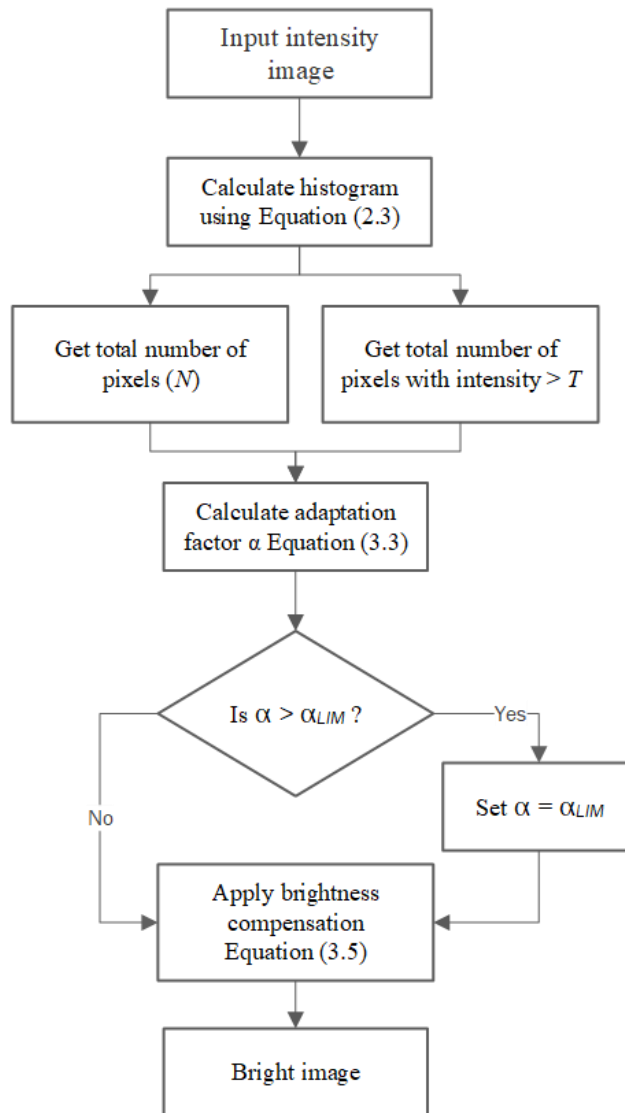 Input intensity
image
Calculate histogram
using Equation (2.3)
Get total number of
pixels (N)
Get total number of
pixels with intensity > T
Calculate adaptation
factor α Equation (3.3)
Is α > αLIM ?
Yes
No
Set α = αLIM
Apply brightness
compensation
Equation (3.5)
Bright image